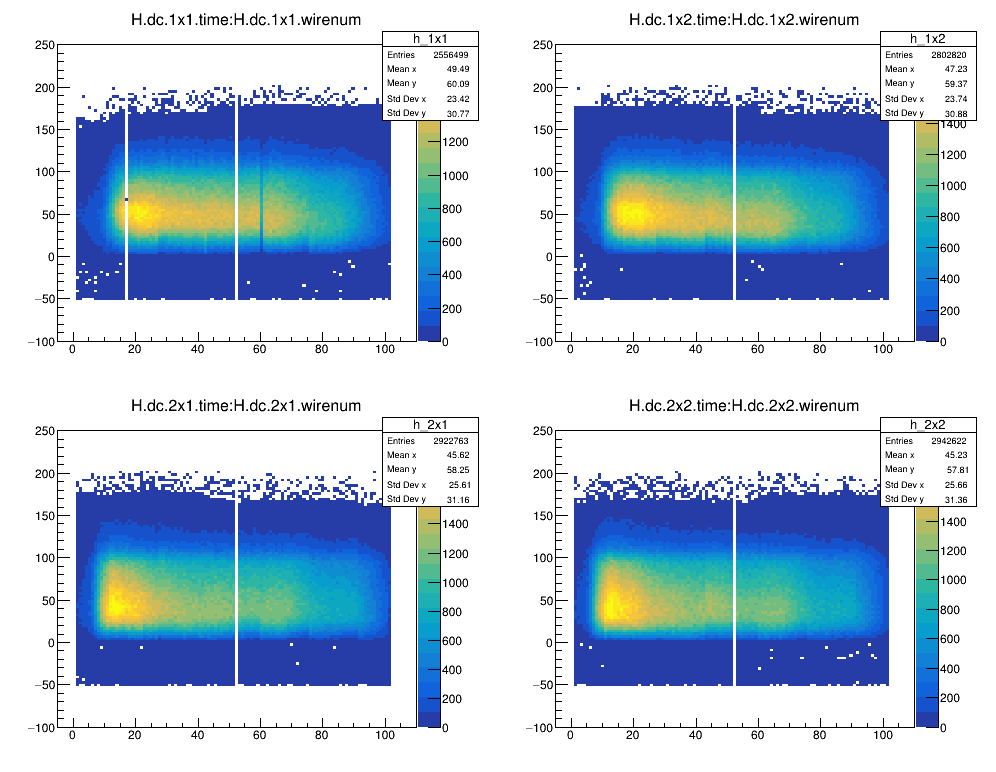 H.dc.1x1.time:H.dc.1x1.wirenum
h_1x1
Entries 2556499
Mean x 49.49
Mean y 60.09
Std Dev x 23.42
Std Dev y 30.77
250
200
150
100
50
0
−50
−100
0 20 40 60 80 100
1200
1000
800
600
400
200
0
H.dc.1x2.time:H.dc.1x2.wirenum
h_1x2
Entries 2802820
Mean x 47.23
Mean y 59.37
Std Dev x 23.74
Std Dev y 30.88
250
200
150
100
50
0
−50
−100
0 20 40 60 80 100
1400
1200
1000
800
600
400
200
0
H.dc.2x1.time:H.dc.2x1.wirenum
h_2x1
Entries 2922763
Mean x 45.62
Mean y 58.25
Std Dev x 25.61
Std Dev y 31.16
250
200
150
100
50
0
−50
−100
0 20 40 60 80 100
1400
1200
1000
800
600
400
200
0
H.dc.2x2.time:H.dc.2x2.wirenum
h_2x2
Entries 2942622
Mean x 45.23
Mean y 57.81
Std Dev x 25.66
Std Dev y 31.36
250
200
150
100
50
0
−50
−100
0 20 40 60 80 100
1400
1200
1000
800
600
400
200
0